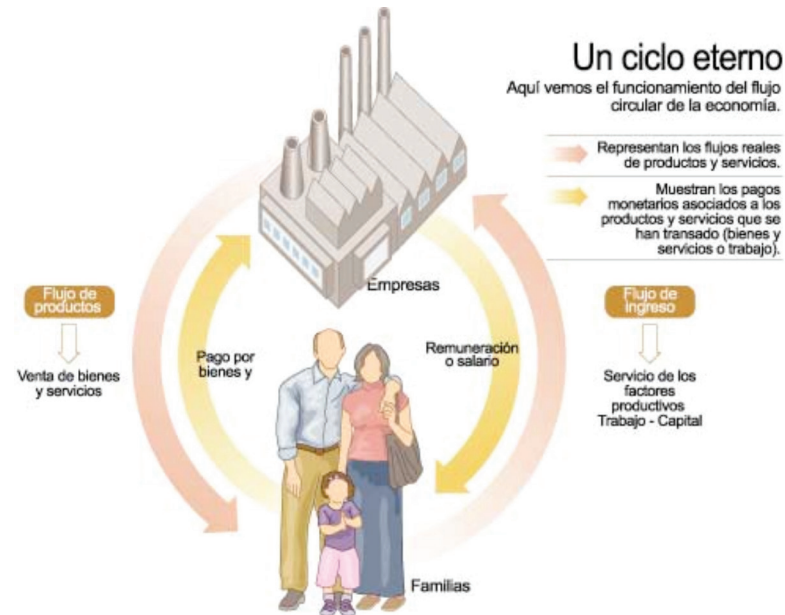 Un ciclo eterno
Aquí vemos el funcionamiento del flujo
circular de la economía.
Representan los flujos reales
de productos y servicios.
Muestran los pagos
monetarios asociados a los
productos y servicios que se
han transado (bienes y
servicios o trabajo).
Empresas
Flujo de
productos
Venta de bienes
y servicios
Pago por
bienes y
Remuneración
o salario
Flujo de
ingreso
Servicio de los
factores
productivos
Trabajo - Capital
Familias